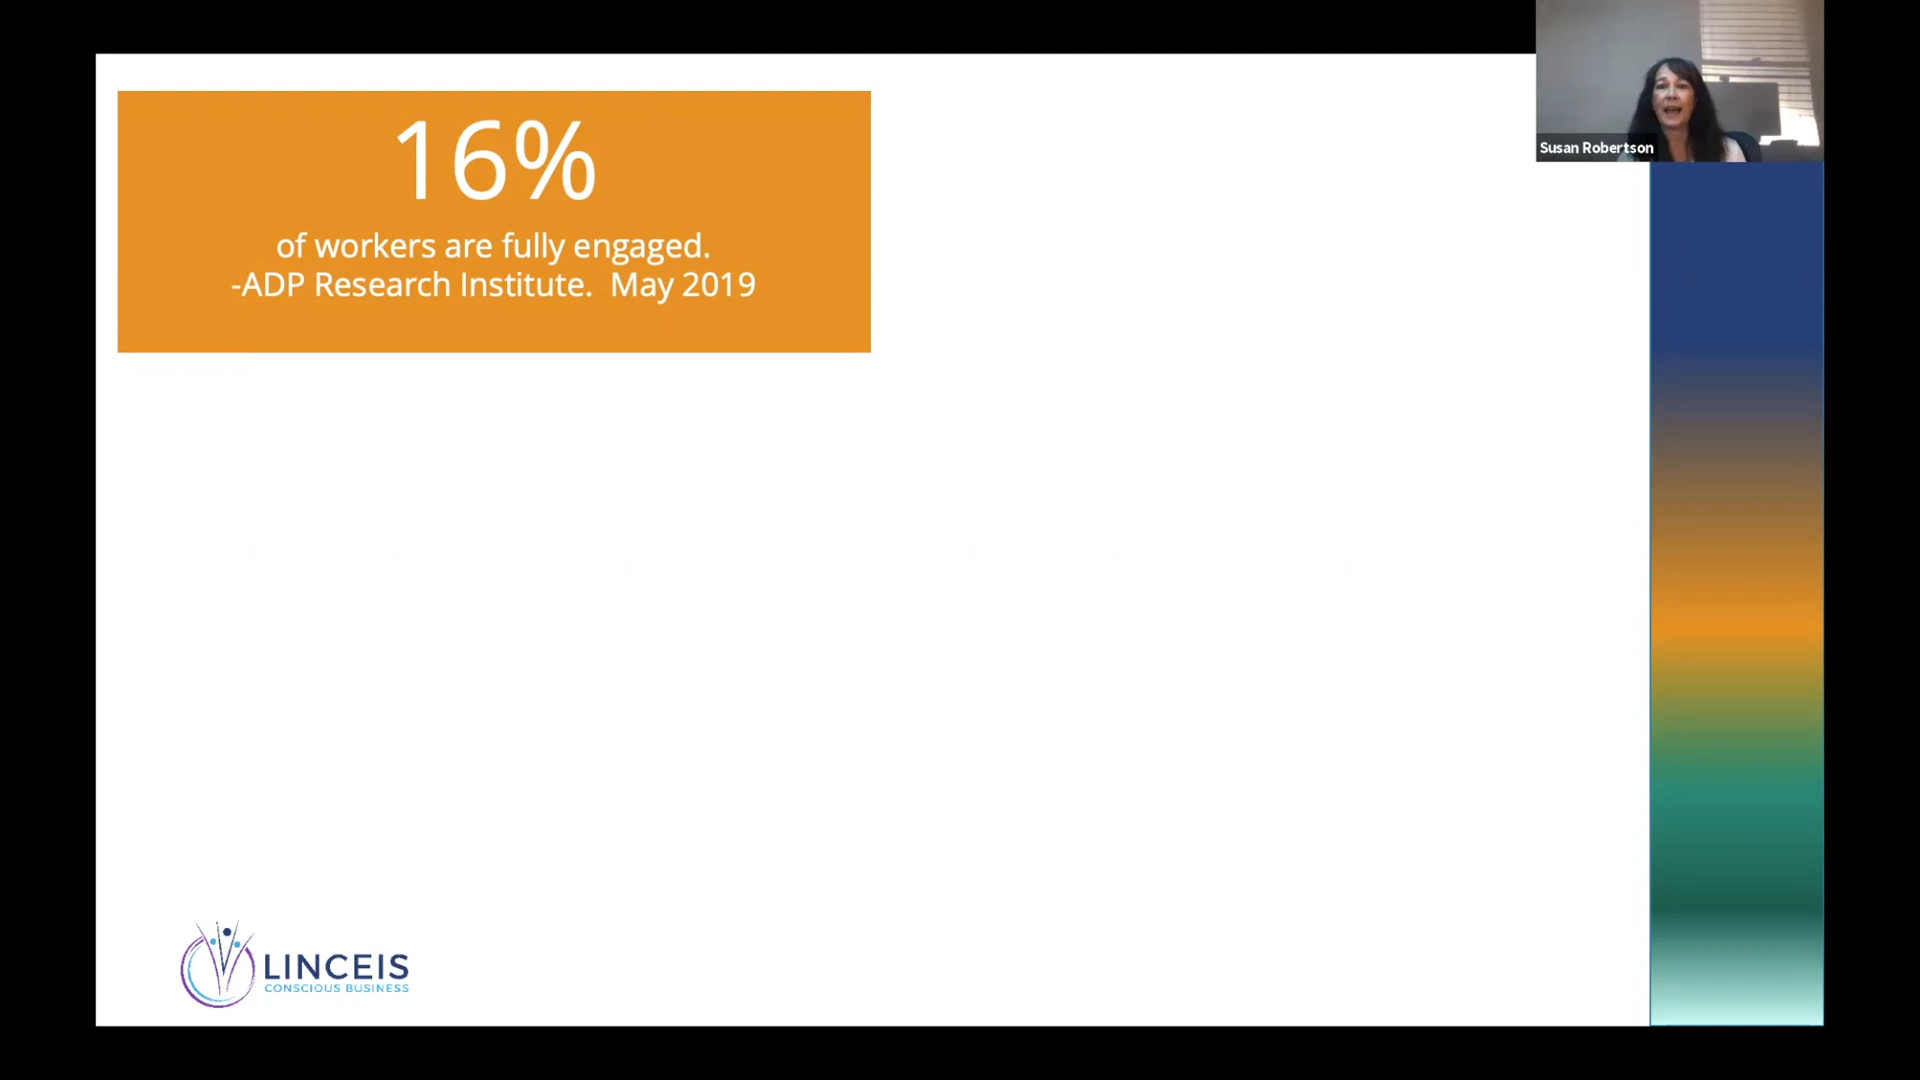 16%
of workers are fully engaged.
-ADP Research Institute.  May 2019
Susan Robertson
LINCEIS
CONSCIOUS BUSINESS